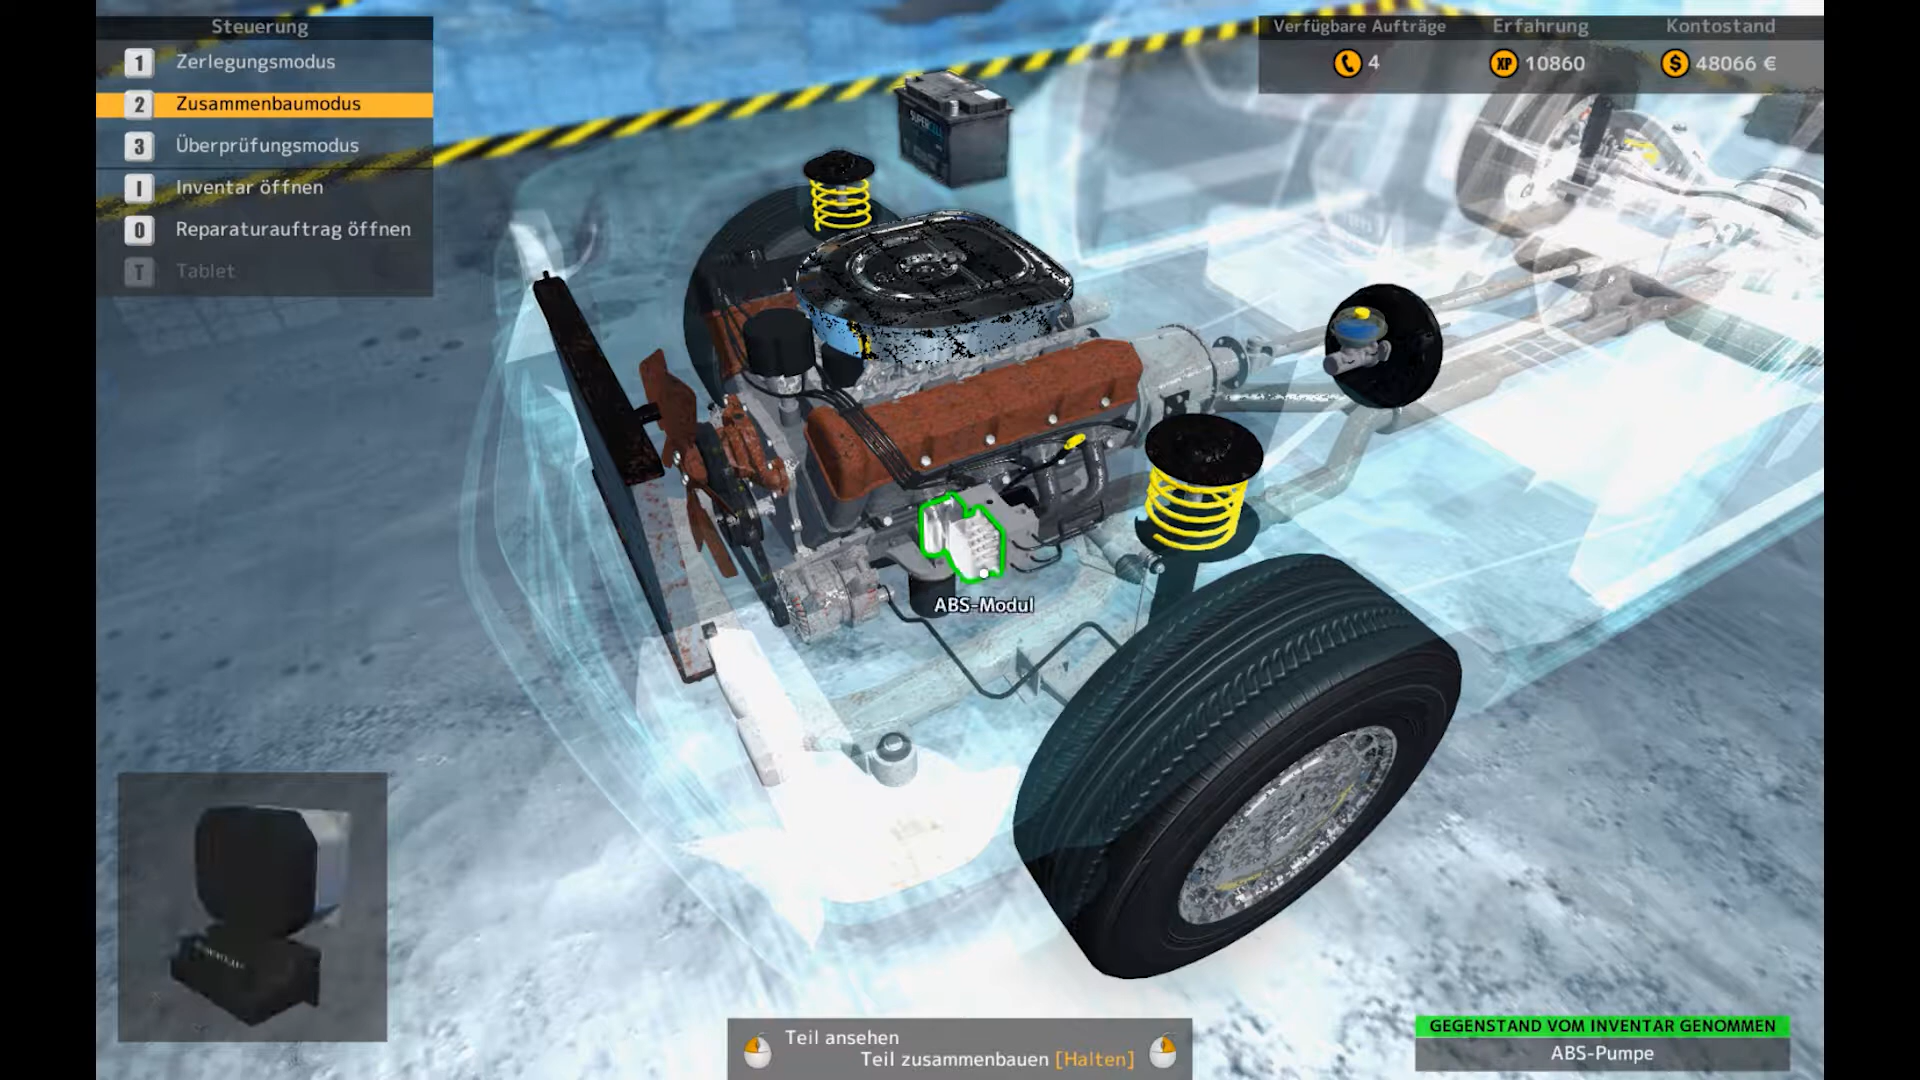 Steuerung
1 Zerlegungsmodus
2 Zusammenbaumodus
3 Überprüfungsmodus
I Inventar öffnen
O Reparaturauftrag öffnen
T Tablet
Verfügbare Aufträge Erfahrung Kontostand
4 XP 10860 $ 48066 €
ABS-Modul
Teil ansehen
Teil zusammenbauen [Halten]
GEGENSTAND VOM INVENTAR GENOMMEN
ABS-Pumpe